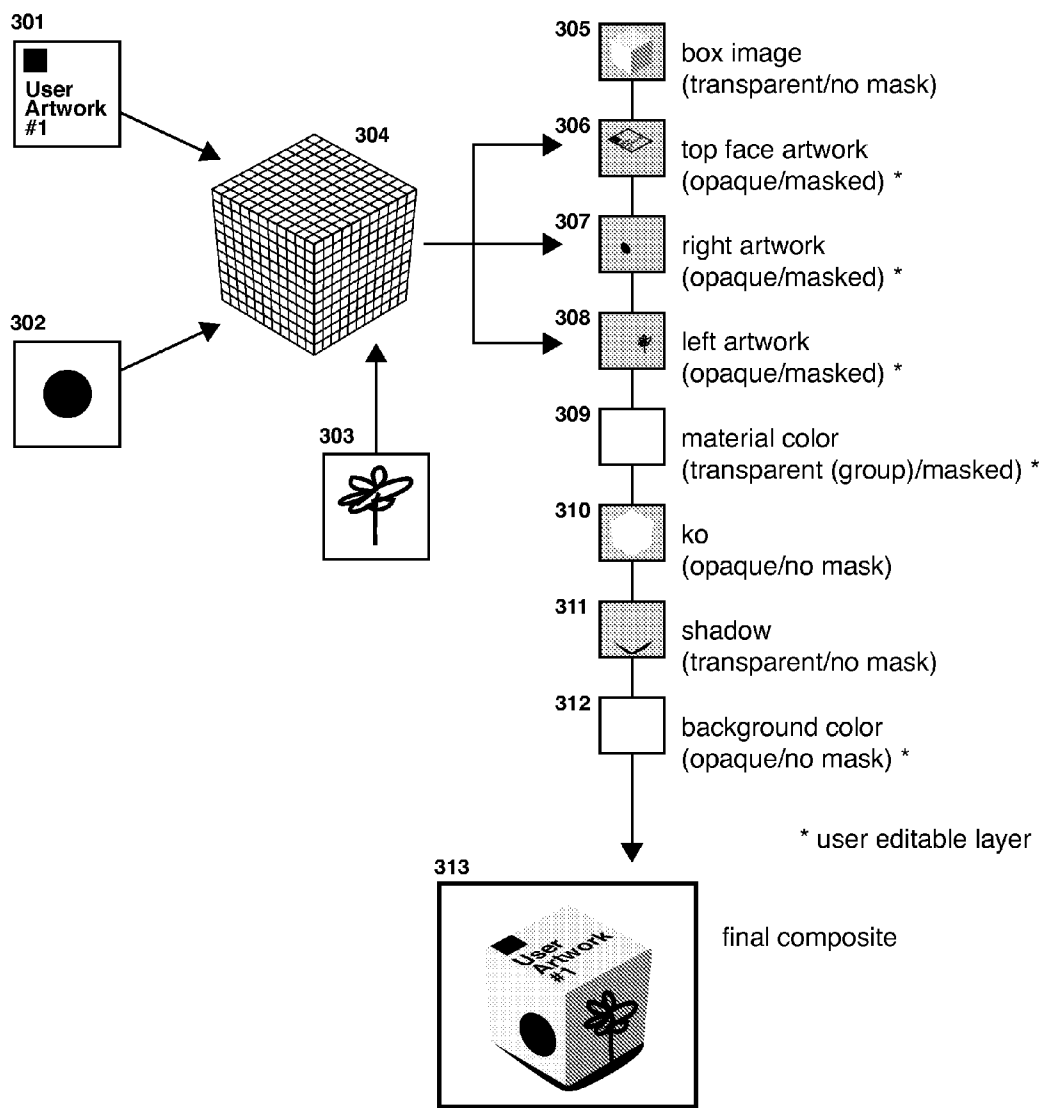 301
User
Artwork
#1
304
302
303
305
box image
(transparent/no mask)
306
top face artwork
(opaque/masked) *
307
right artwork
(opaque/masked) *
308
left artwork
(opaque/masked) *
309
material color
(transparent (group)/masked) *
310
ko
(opaque/no mask)
311
shadow
(transparent/no mask)
312
background color
(opaque/no mask) *
* user editable layer
313
User
Artwork
#1
final composite